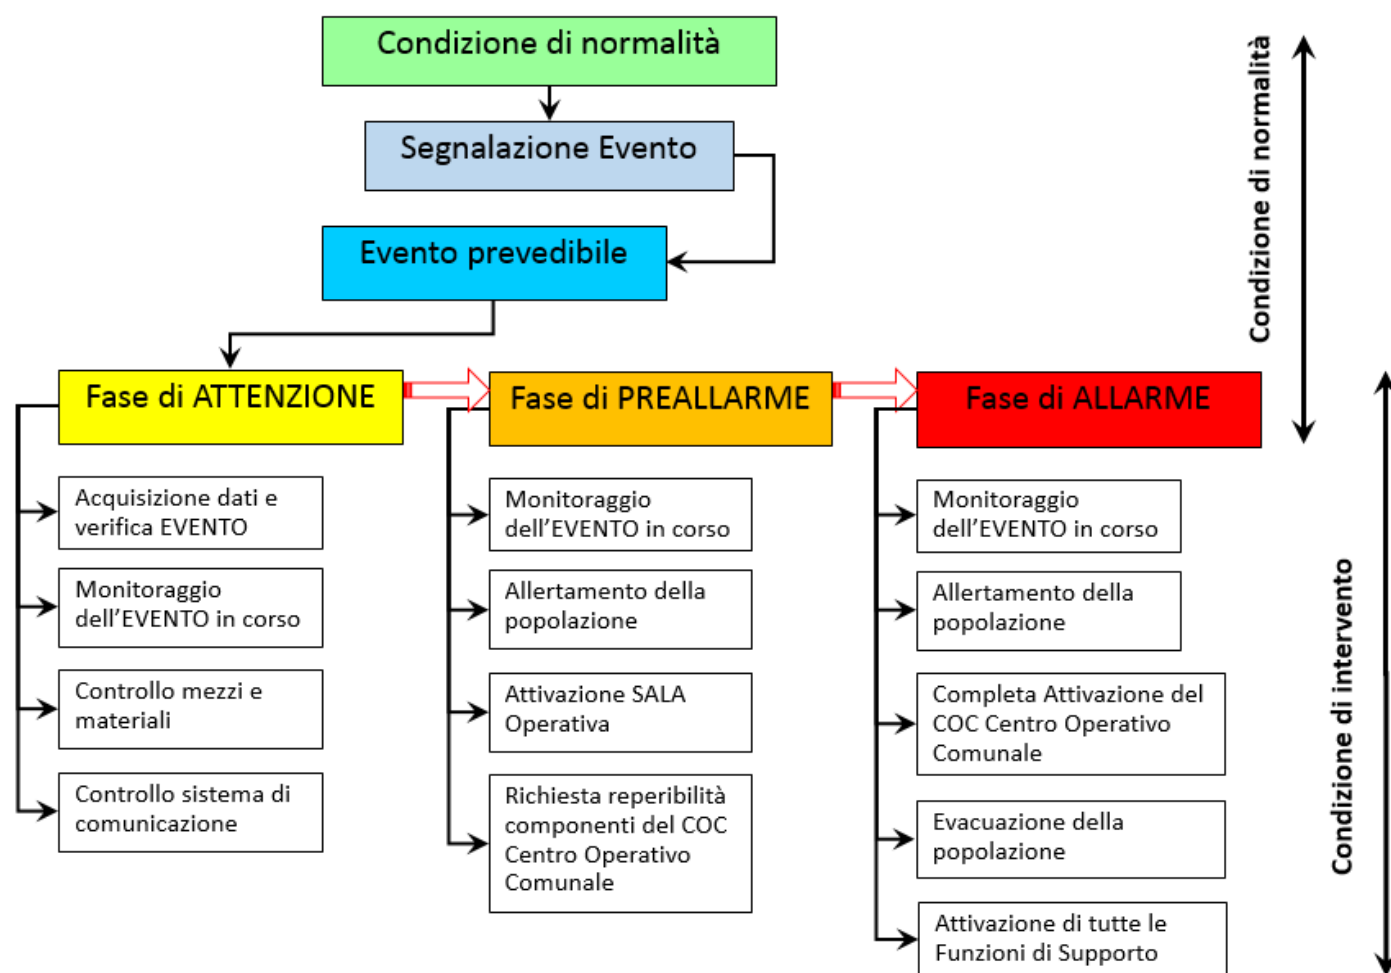 Condizione di normalità
Segnalazione Evento
Evento prevedibile
Fase di ATTENZIONE
Acquisizione dati e
verifica EVENTO
Monitoraggio
dell'EVENTO in corso
Controllo mezzi e
materiali
Controllo sistema di
comunicazione
Fase di PREALLARME
Monitoraggio
dell'EVENTO in corso
Allertamento della
popolazione
Attivazione SALA
Operativa
Richiesta reperibilità
componenti del COC
Centro Operativo
Comunale
Fase di ALLARME
Monitoraggio
dell'EVENTO in corso
Allertamento della
popolazione
Completa Attivazione del
COC Centro Operativo
Comunale
Evacuazione della
popolazione
Attivazione di tutte le
Funzioni di Supporto
Condizione di normalità
Condizione di intervento